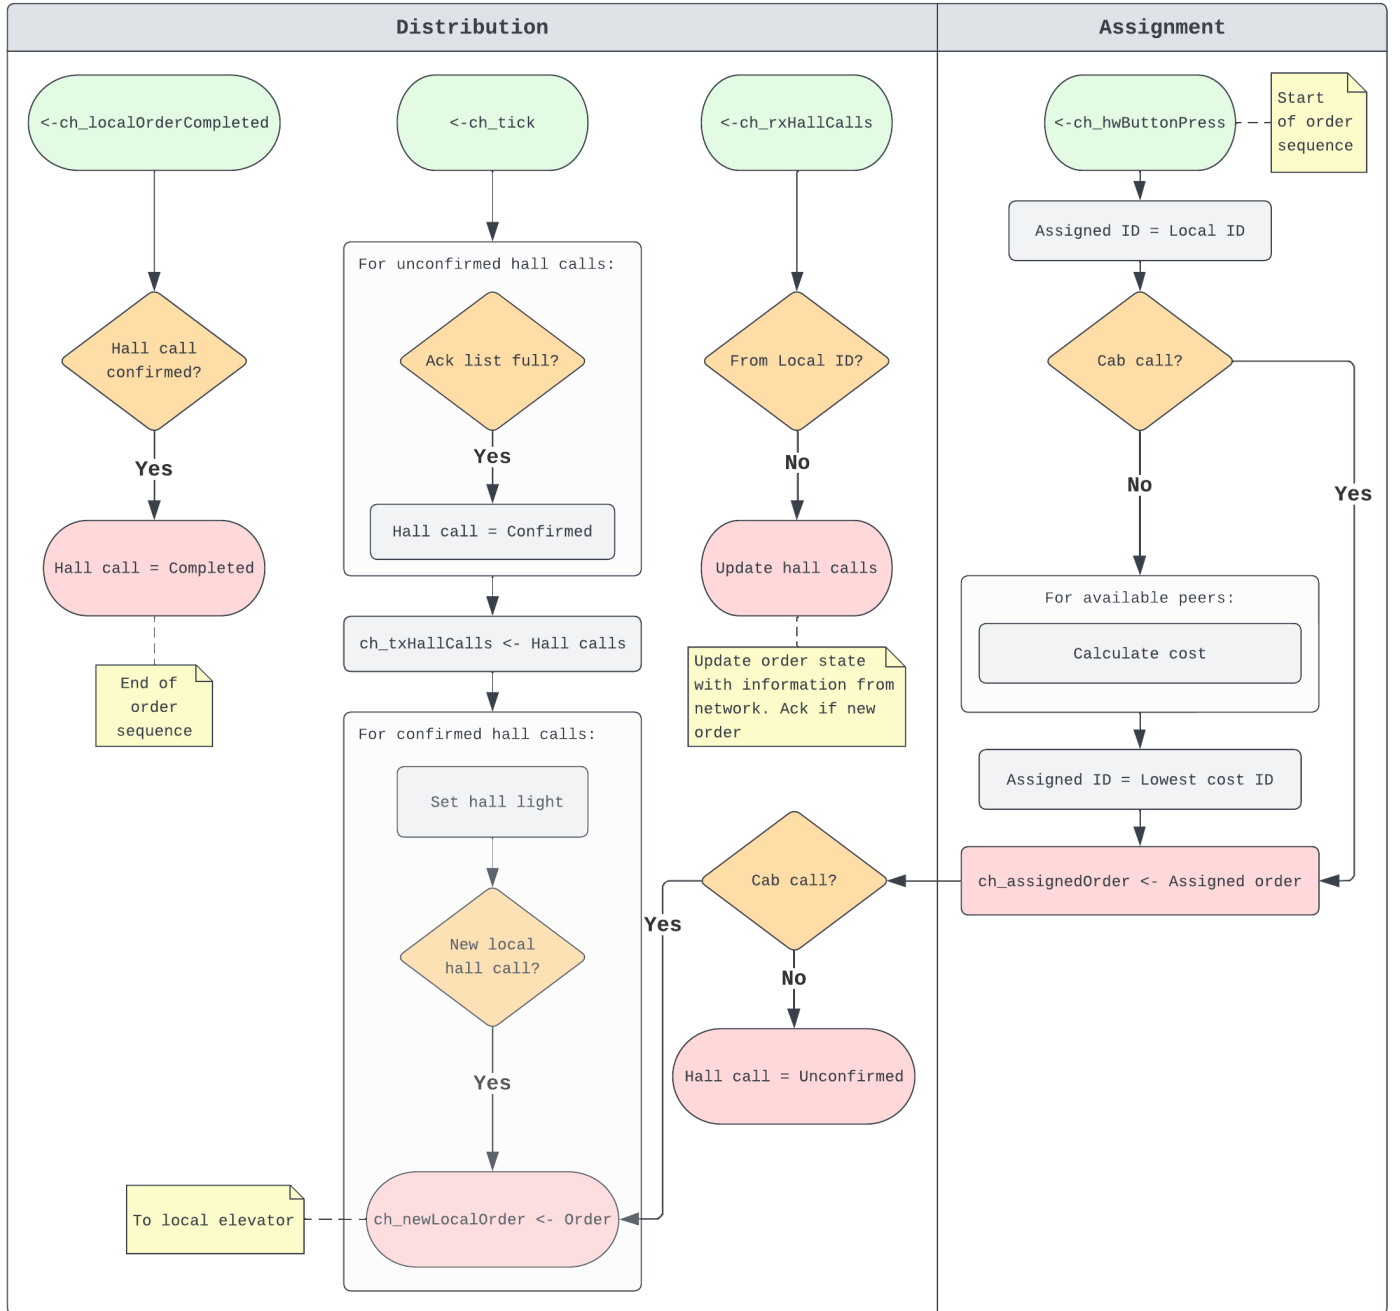 Distribution
Assignment
<-ch_localOrderCompleted
Hall call
confirmed?
Yes
Hall call = Completed
End of
order
sequence
<-ch_tick
For unconfirmed hall calls:
Ack list full?
Yes
Hall call = Confirmed
ch_txHallCalls <- Hall calls
For confirmed hall calls:
Set hall light
New local
hall call?
Yes
ch_newLocalOrder <- Order
To local elevator
<-ch_rxHallCalls
From Local ID?
No
Update hall calls
Update order state
with information from
network. Ack if new
order
Cab call?
Yes
No
Hall call = Unconfirmed
<-ch_hwButtonPress
Start
of order
sequence
Assigned ID = Local ID
Cab call?
No
Yes
For available peers:
Calculate cost
Assigned ID = Lowest cost ID
ch_assignedOrder <- Assigned order